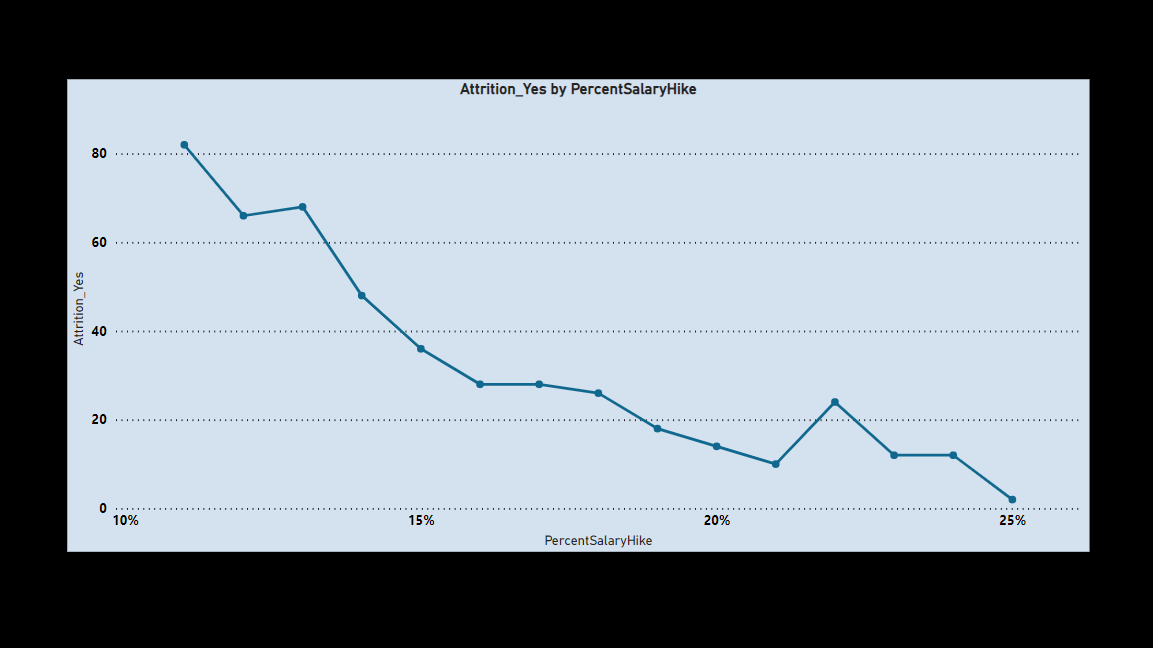 Attrition_Yes by PercentSalaryHike
80
60
40
20
0
Attrition_Yes
10% 15% 20% 25%
PercentSalaryHike